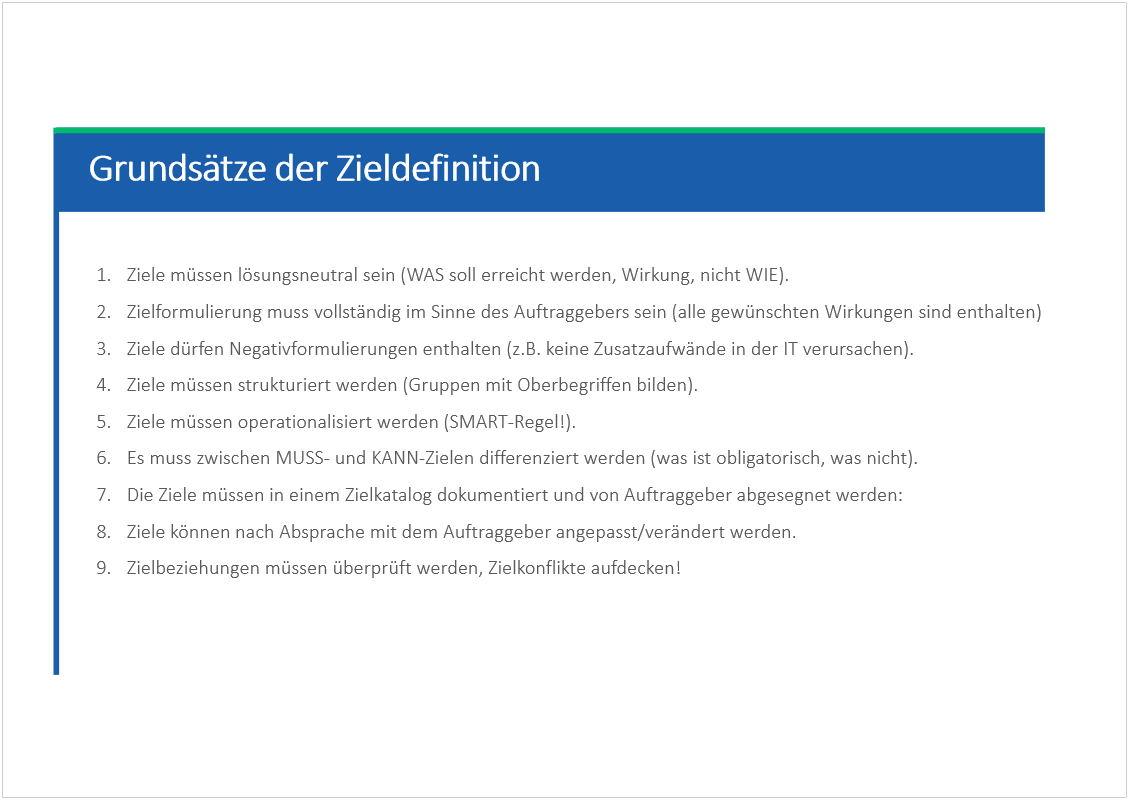 Grundsätze der Zieldefinition
1. Ziele müssen lösungsneutral sein (WAS soll erreicht werden, Wirkung, nicht WIE).
2. Zielformulierung muss vollständig im Sinne des Auftraggebers sein (alle gewünschten Wirkungen sind enthalten)
3. Ziele dürfen Negativformulierungen enthalten (z.B. keine Zusatzaufwände in der IT verursachen).
4. Ziele müssen strukturiert werden (Gruppen mit Oberbegriffen bilden).
5. Ziele müssen operationalisiert werden (SMART-Regel!).
6. Es muss zwischen MUSS- und KANN-Zielen differenziert werden (was ist obligatorisch, was nicht).
7. Die Ziele müssen in einem Zielkatalog dokumentiert und von Auftraggeber abgesegnet werden:
8. Ziele können nach Absprache mit dem Auftraggeber angepasst/verändert werden.
9. Zielbeziehungen müssen überprüft werden, Zielkonflikte aufdecken!